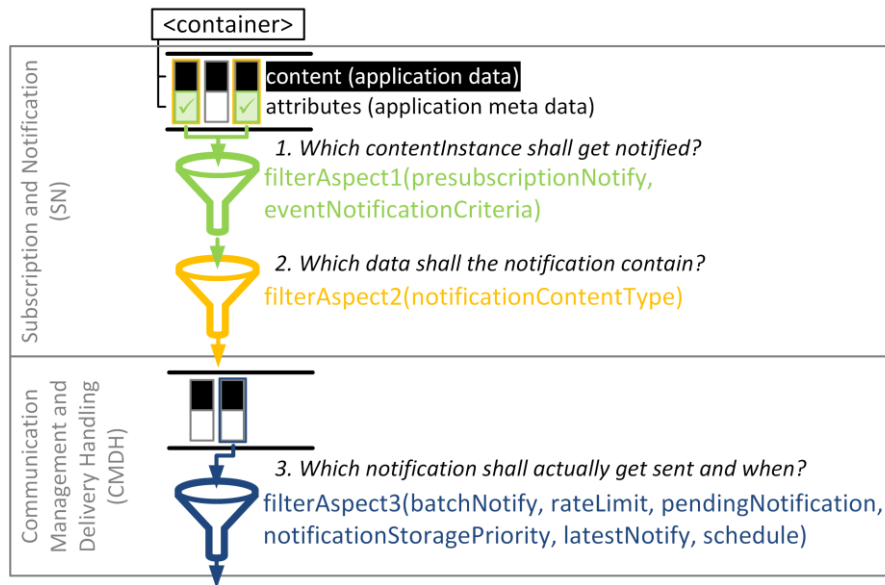 <container>
content (application data)
attributes (application meta data)
1. Which contentInstance shall get notified?
filterAspect1(presubscriptionNotify,
eventNotificationCriteria)
2. Which data shall the notification contain?
filterAspect2(notificationContentType)
Subscription and Notification
(SN)
3. Which notification shall actually get sent and when?
filterAspect3(batchNotify, rateLimit, pendingNotification,
notificationStoragePriority, latestNotify, schedule)
Communication
Management and
Delivery Handling
(CMDH)